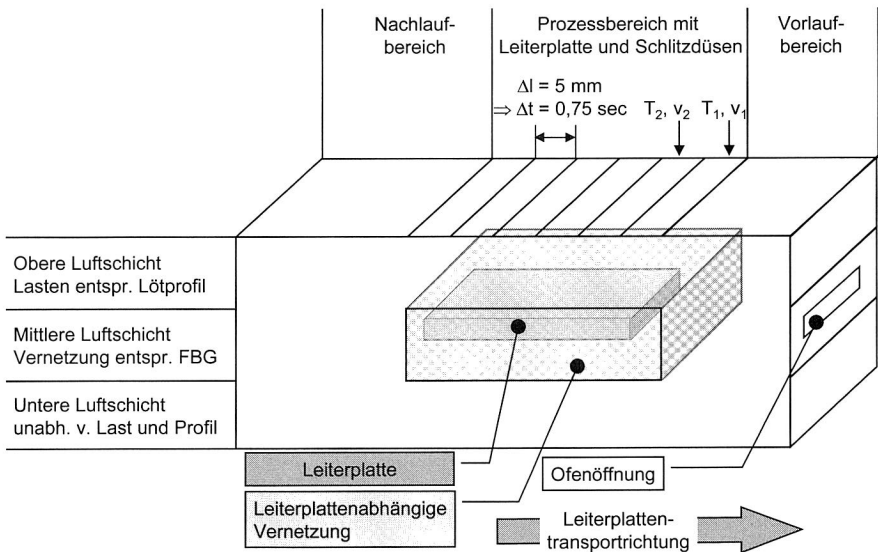 Nachlauf-
bereich
Prozessbereich mit
Leiterplatte und Schlitzdüsen
Vorlauf-
bereich
Δl = 5 mm
⇒ Δt = 0,75 sec
T2, v2
T1, v1
Obere Luftschicht
Lasten entspr. Lötprofil
Mittlere Luftschicht
Vernetzung entspr. FBG
Untere Luftschicht
unabh. v. Last und Profil
Leiterplatte
Ofenöffnung
Leiterplattenabhängige
Vernetzung
Leiterplatten-
transportrichtung